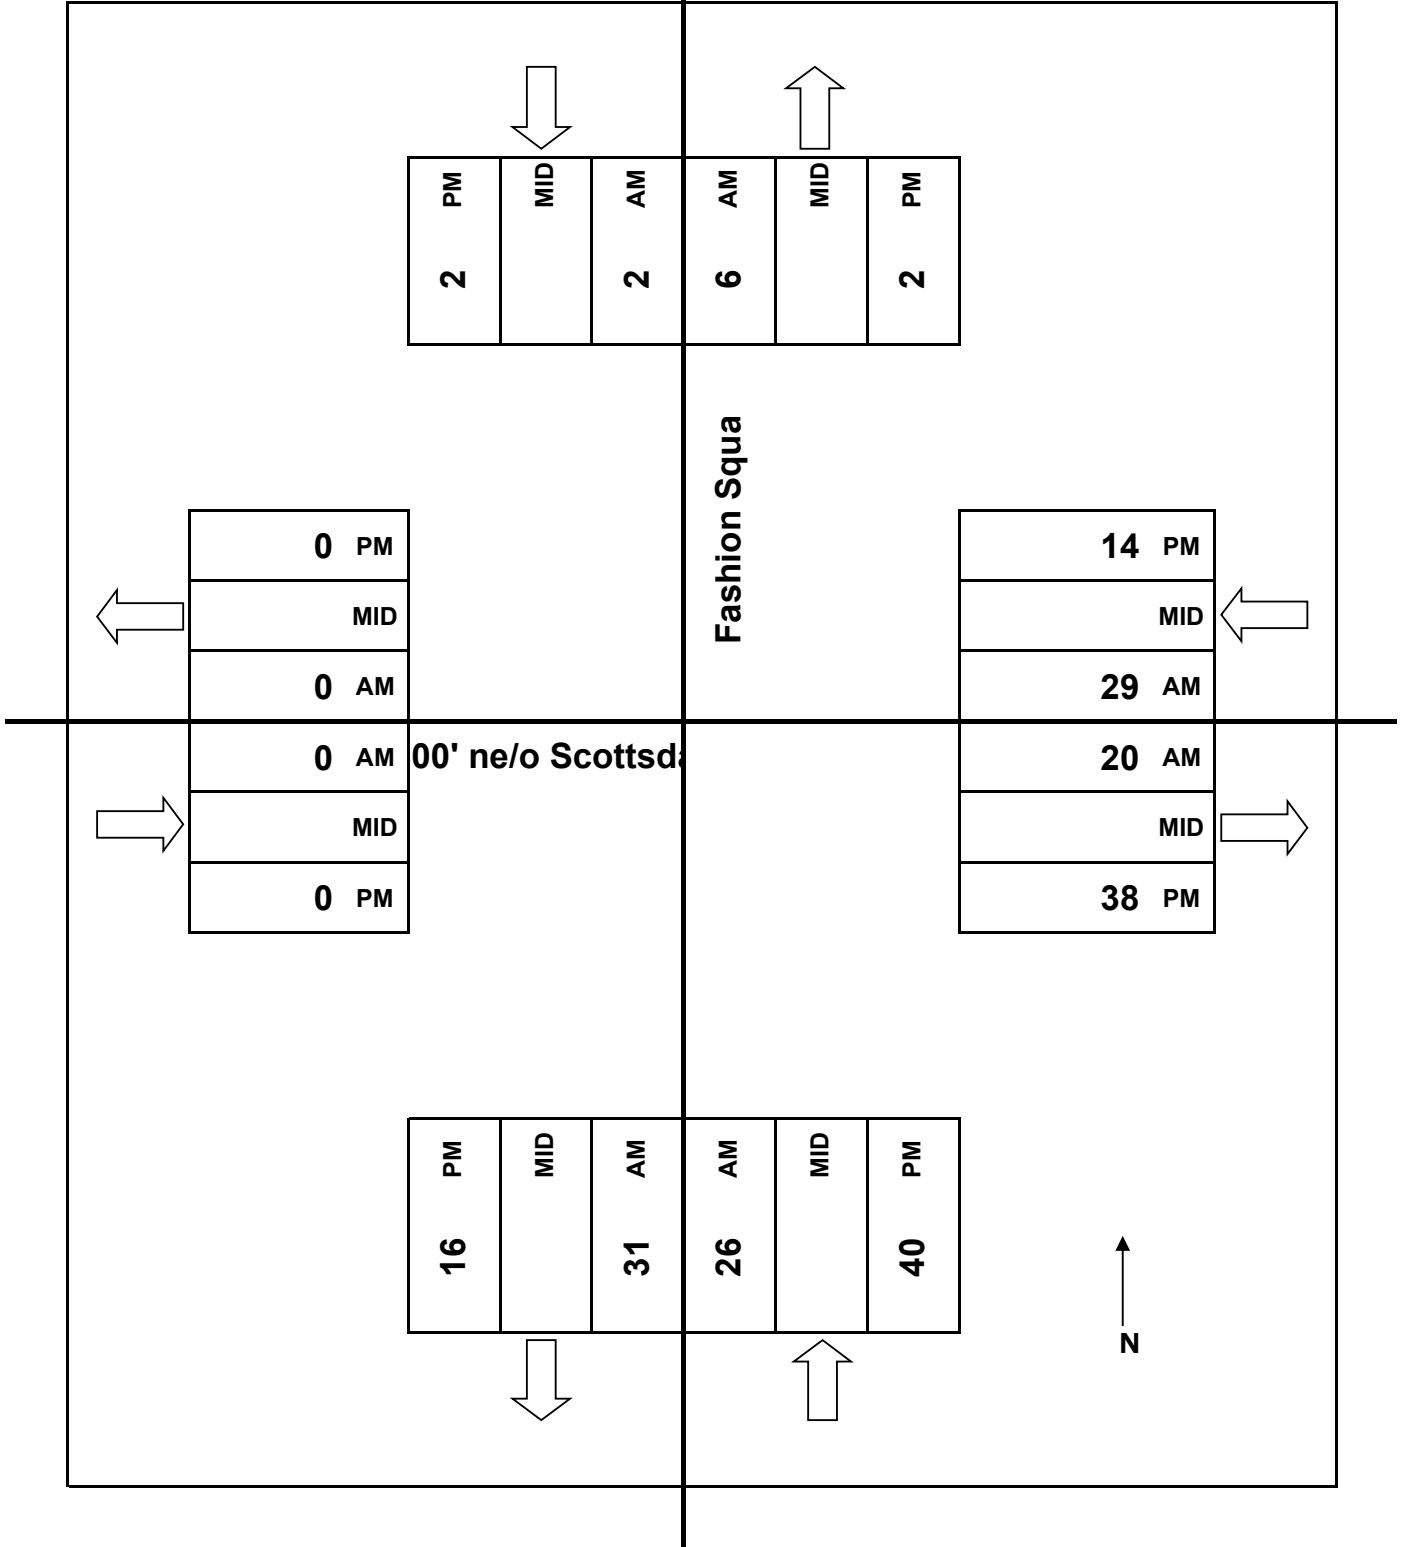 PM MID AM AM MID PM
2 2 6 2
Fashion Squa
0 PM
MID
0 AM
0 AM
MID
0 PM
14 PM
MID
29 AM
20 AM
MID
38 PM
00' ne/o Scottsda
PM MID AM AM MID PM
16 31 26 40
N